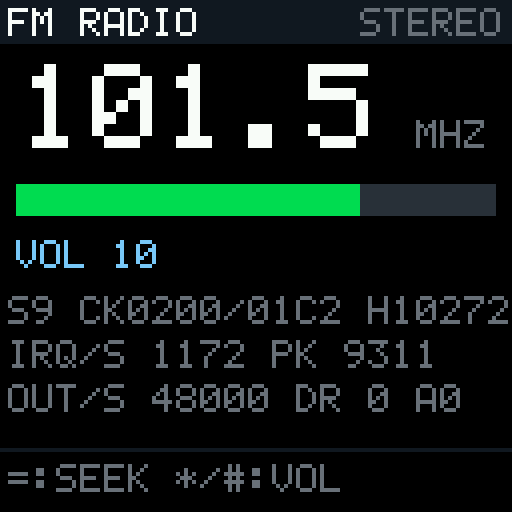 FM RADIO STEREO
101.5 MHZ
VOL 10
S9 CK0200/01C2 H10272
IRQ/S 1172 PK 9311
OUT/S 48000 DR 0 A0
=:SEEK */#:VOL